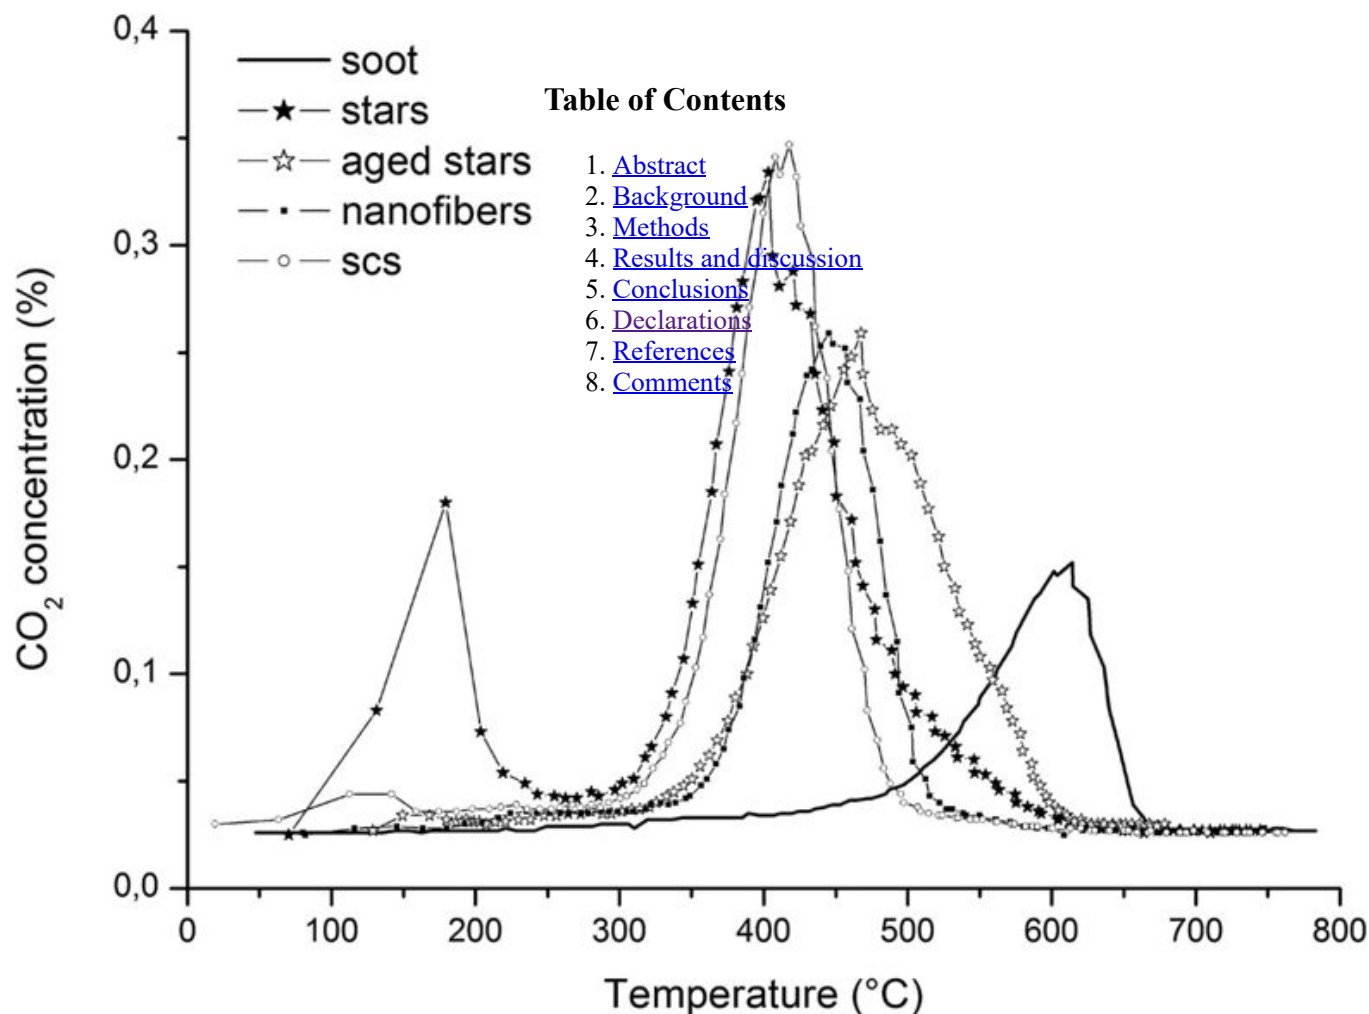 0,4
soot
stars
aged stars
nanofibers
scs
Table of Contents
1. Abstract
2. Background
3. Methods
4. Results and discussion
5. Conclusions
6. Declarations
7. References
8. Comments
0,3
0,2
0,1
0,0
CO2 concentration (%)
0 100 200 300 400 500 600 700 800
Temperature (°C)